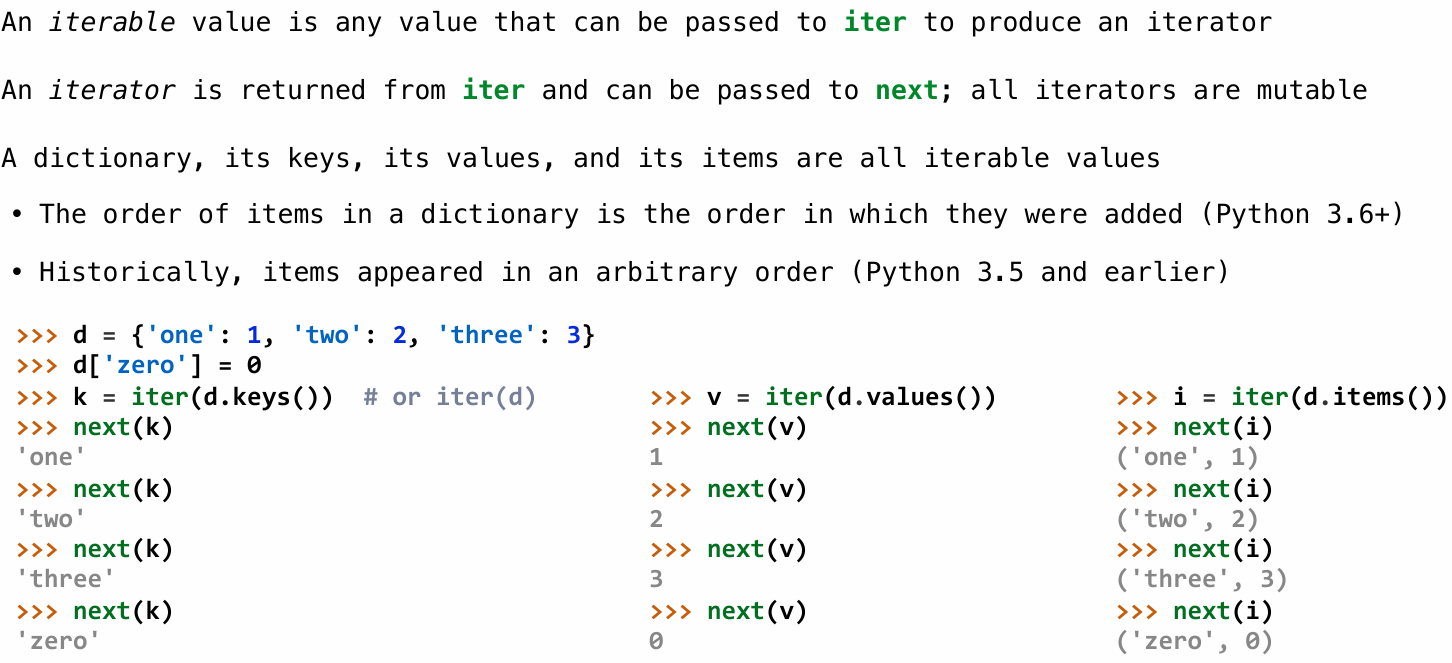 An iterable value is any value that can be passed to iter to produce an iterator
An iterator is returned from iter and can be passed to next; all iterators are mutable
A dictionary, its keys, its values, and its items are all iterable values
• The order of items in a dictionary is the order in which they were added (Python 3.6+)
• Historically, items appeared in an arbitrary order (Python 3.5 and earlier)
>>> d = {'one': 1, 'two': 2, 'three': 3}
>>> d['zero'] = 0
>>> k = iter(d.keys())  # or iter(d)
>>> next(k)
'one'
>>> next(k)
'two'
>>> next(k)
'three'
>>> next(k)
'zero'
>>> v = iter(d.values())
>>> next(v)
1
>>> next(v)
2
>>> next(v)
3
>>> next(v)
0
>>> i = iter(d.items())
>>> next(i)
('one', 1)
>>> next(i)
('two', 2)
>>> next(i)
('three', 3)
>>> next(i)
('zero', 0)